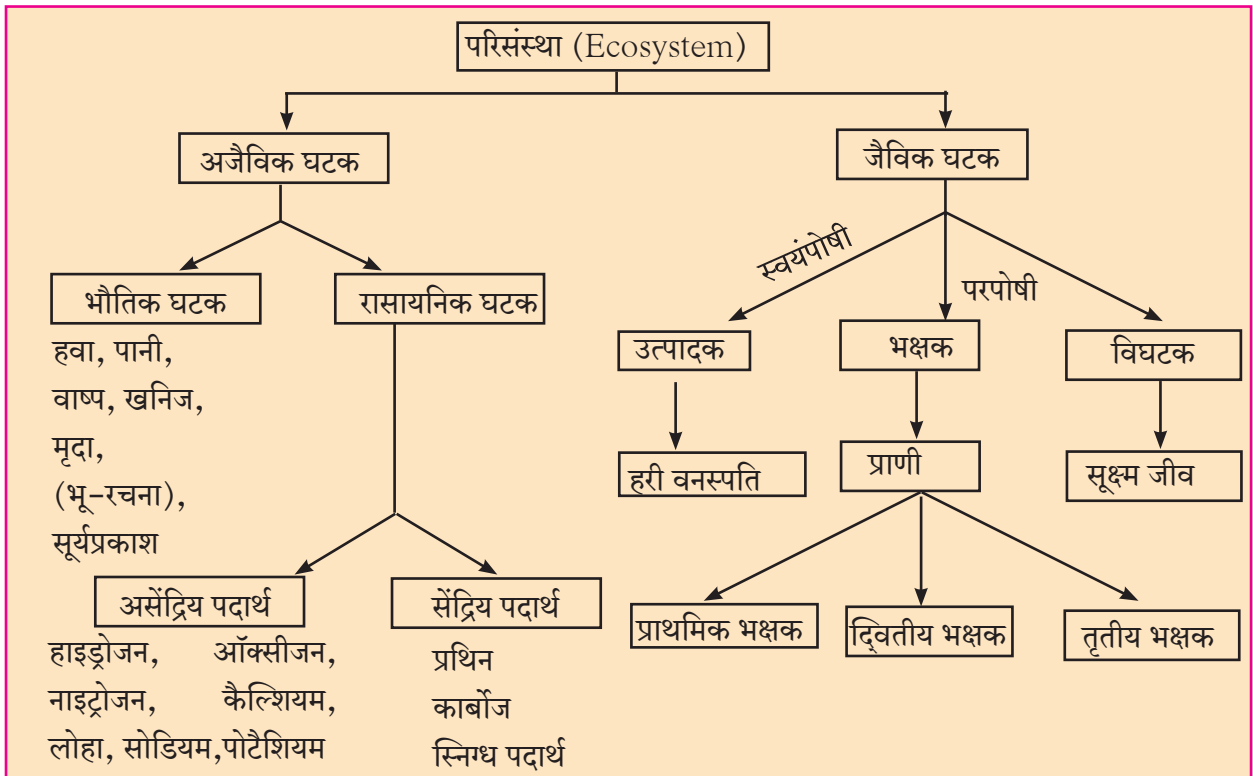 परिसंस्था (Ecosystem)
अजैविक घटक
जैविक घटक
स्वयंपोषी
परपोषी
भौतिक घटक
रासायनिक घटक
उत्पादक
भक्षक
विघटक
हवा, पानी,
वाष्प, खनिज,
मृदा,
(भू-रचना),
सूर्यप्रकाश
हरी वनस्पति
प्राणी
सूक्ष्म जीव
असेंद्रिय पदार्थ
सेंद्रिय पदार्थ
प्राथमिक भक्षक
द्‌वितीय भक्षक
तृतीय भक्षक
हाइड्रोजन, ऑक्सीजन,
नाइट्रोजन, कैल्शियम,
लोहा, सोडियम,पोटैशियम
प्रथिन
कार्बोज
स्निग्ध पदार्थ